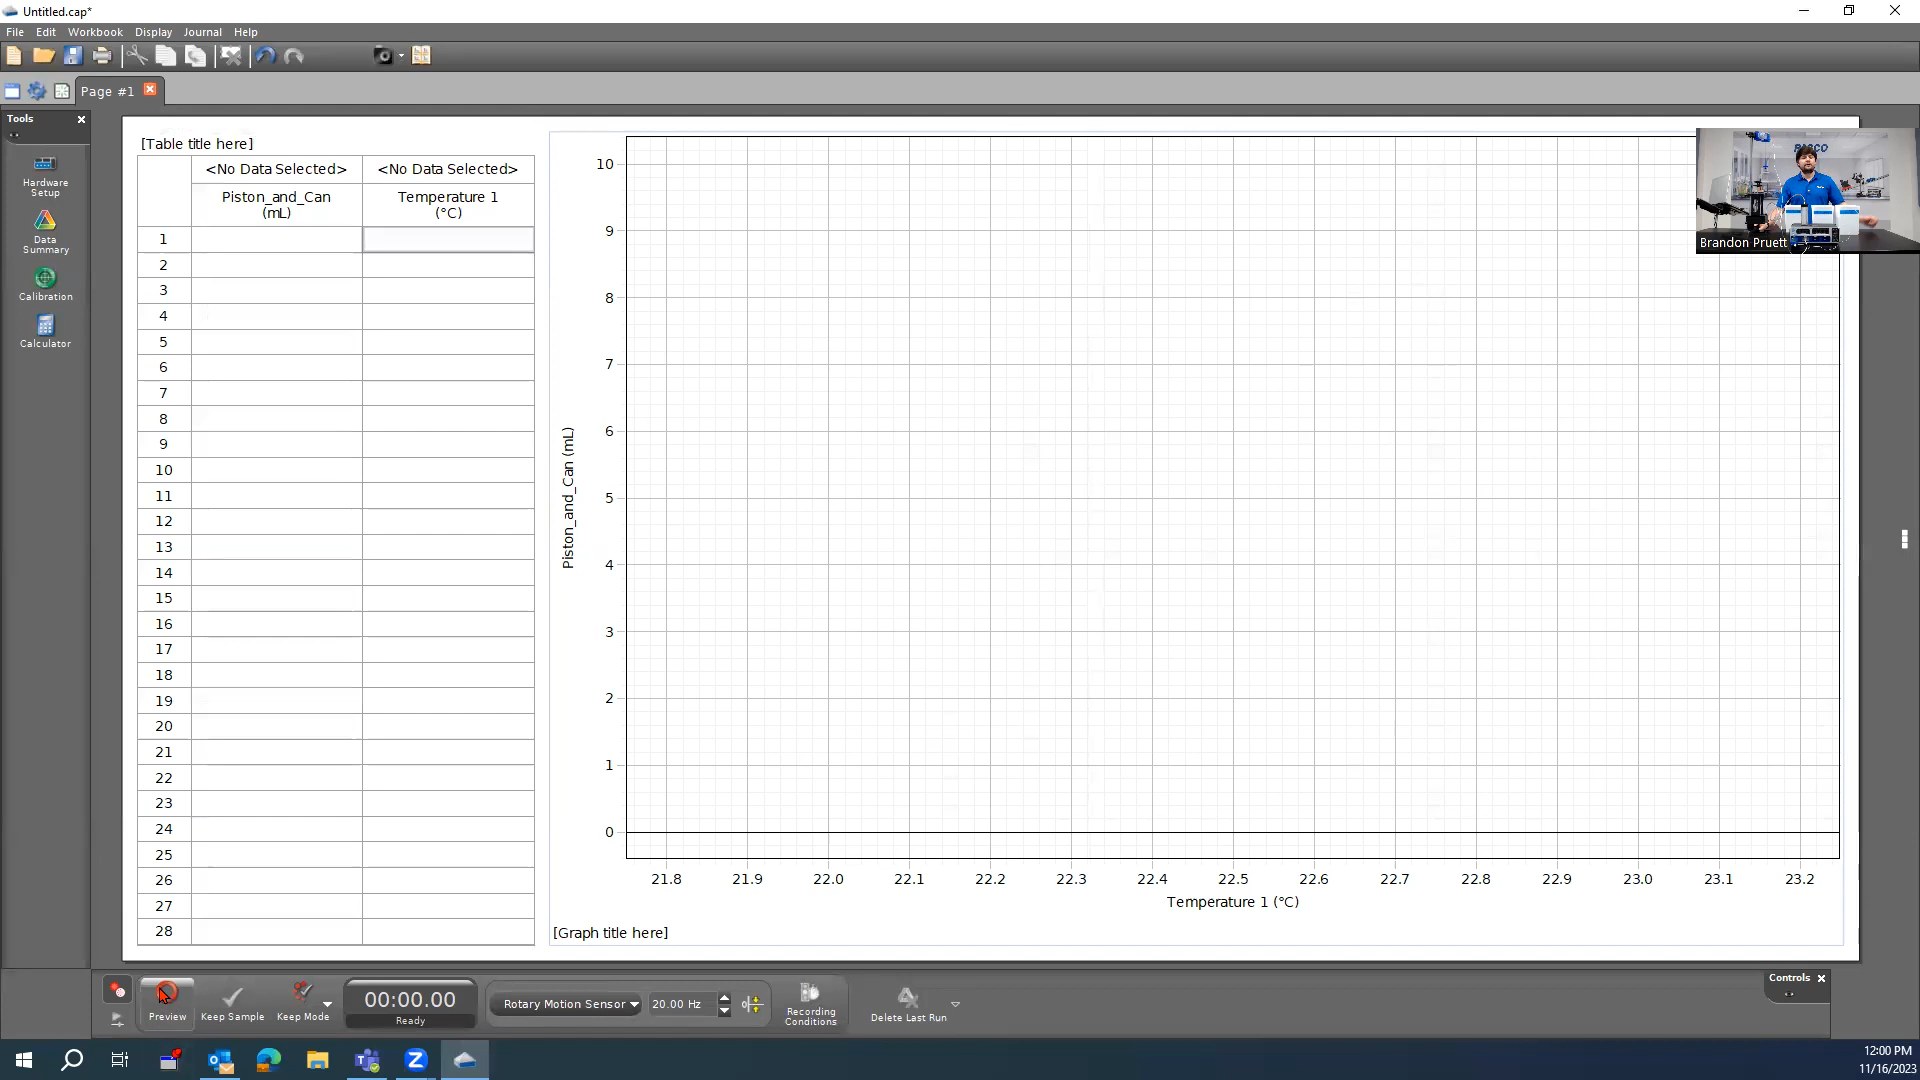 Untitled.cap*
File Edit Workbook Display Journal Help
Page #1
Tools
Hardware
Setup
Data
Summary
Calibration
Calculator
[Table title here]
<No Data Selected> <No Data Selected>
Piston_and_Can
(mL)
Temperature 1
(°C)
1
2
3
4
5
6
7
8
9
10
11
12
13
14
15
16
17
18
19
20
21
22
23
24
25
26
27
28
10
9
8
7
6
5
4
3
2
1
0
Piston_and_Can (mL)
21.8 21.9 22.0 22.1 22.2 22.3 22.4 22.5 22.6 22.7 22.8 22.9 23.0 23.1 23.2
Temperature 1 (°C)
[Graph title here]
PASCO
Brandon Pruett
Preview
Keep Sample
Keep Mode
00:00.00
Ready
Rotary Motion Sensor
20.00 Hz
Recording
Conditions
Delete Last Run
Controls
12:00 PM
11/16/2023